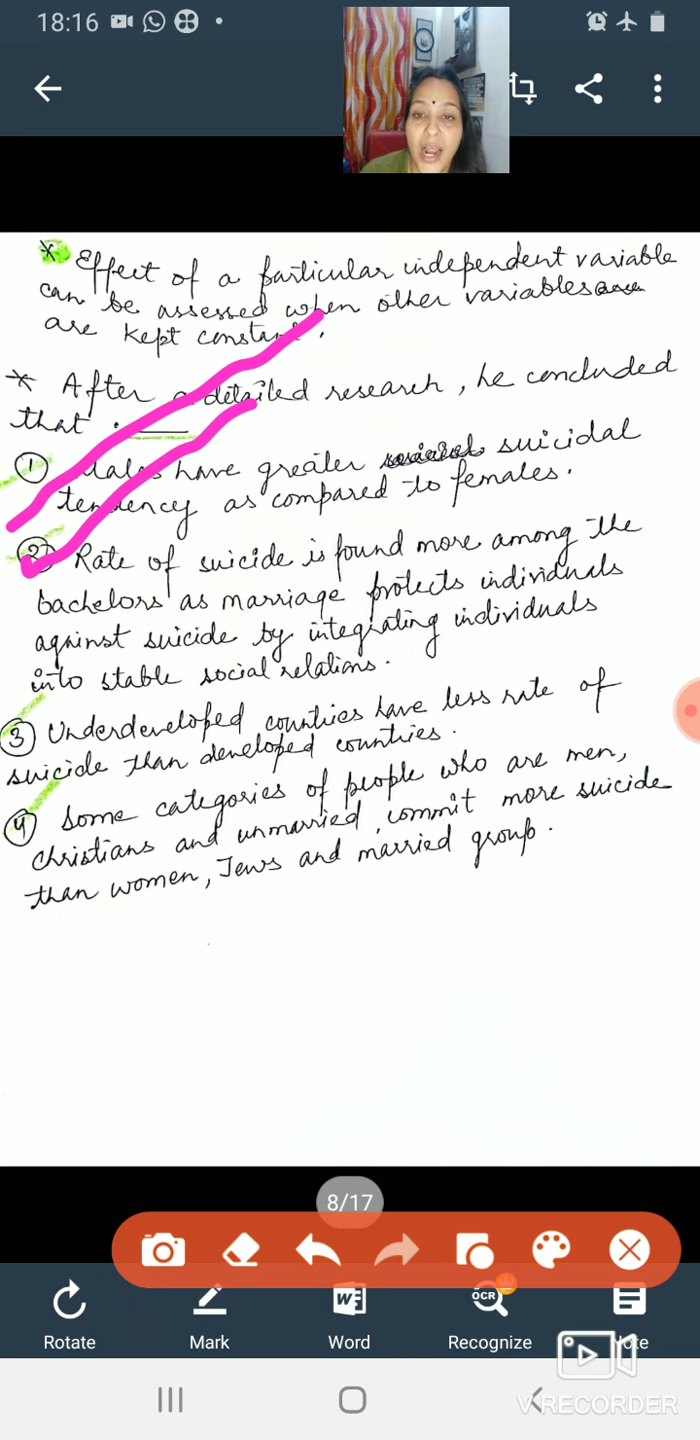 18:16
* Effect of a particular independent variable
can be assessed when other variables
are kept constant.
* After a detailed research, he concluded
that .
① Males have greater suicidal
tendency as compared to females.
② Rate of suicide is found more among the
bachelors as marriage protects individuals
against suicide by integrating individuals
into stable social relations.
③ Underdeveloped countries have less rate of
suicide than developed countries.
④ Some categories of people who are men,
Christians and unmarried, commit more suicide
than women, Jews and married group.
8/17
W
OCR
Rotate Mark Word Recognize
V RECORDER